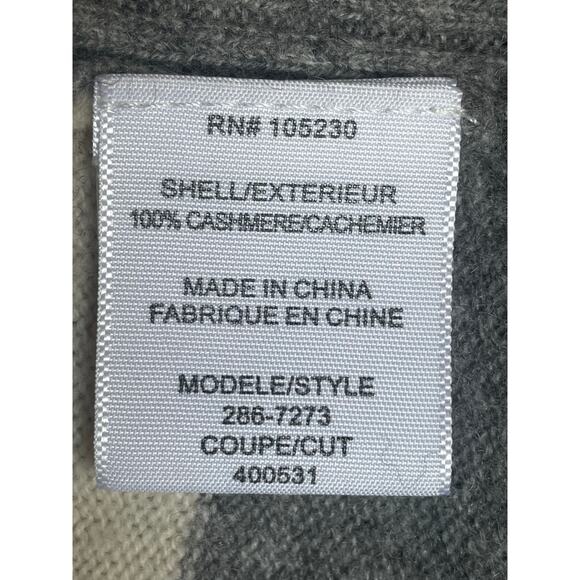 RN# 105230
SHELL/EXTERIEUR
100% CASHMERE/CACHEMIER
MADE IN CHINA
FABRIQUE EN CHINE
MODELE/STYLE
286-7273
COUPE/CUT
400531